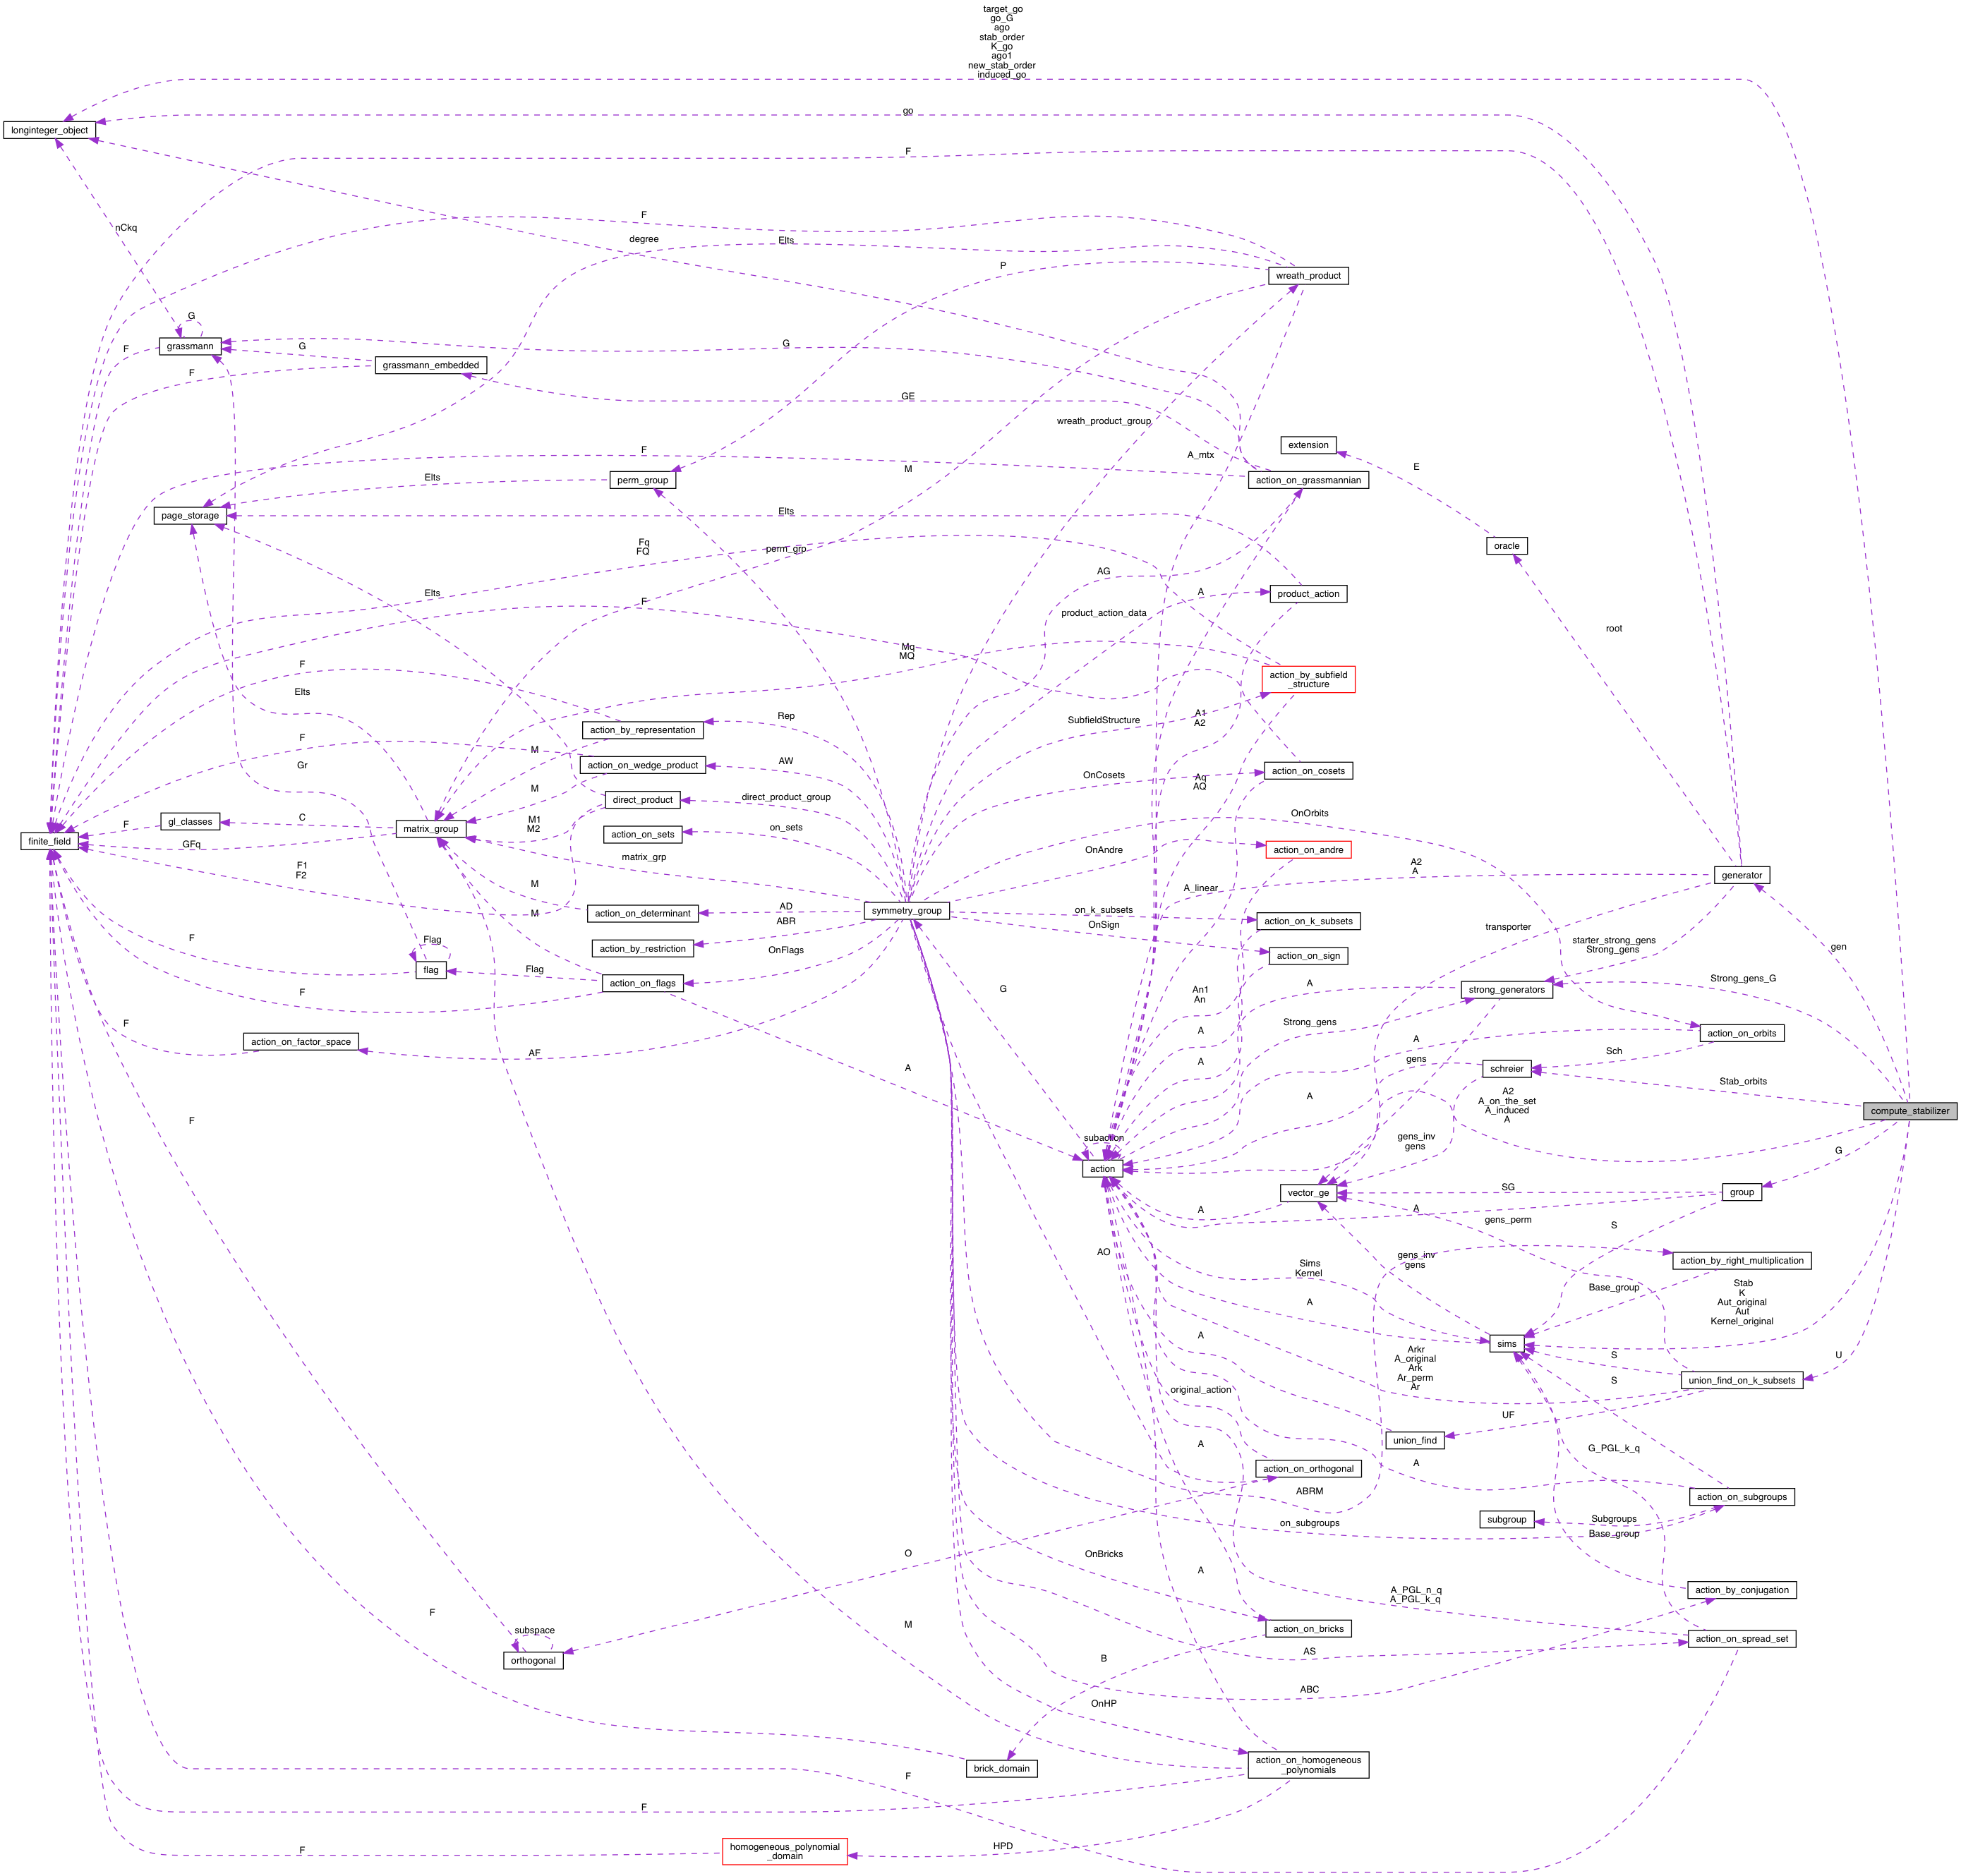 target_go
go_G
ago
stab_order
K_go
ago1
new_stab_order
induced_go
go
longinteger_object
F
nCkq
F
degree
Elts
P
wreath_product
G
grassmann
F
G
G
grassmann_embedded
F
GE
wreath_product_group
extension
A_mtx
E
F
M
Elts
perm_group
action_on_grassmannian
page_storage
Elts
Fq
FQ
perm_grp
oracle
AG
Elts
F
A
product_action
product_action_data
root
Mq
MQ
F
action_by_subfield
_structure
Elts
Rep
SubfieldStructure
A1
A2
action_by_representation
F
M
Gr
AW
action_on_wedge_product
OnCosets
action_on_cosets
Aq
AQ
M
direct_product_group
direct_product
OnOrbits
C
gl_classes
F
M1
M2
matrix_group
on_sets
action_on_sets
finite_field
GFq
OnAndre
action_on_andre
matrix_grp
F1
F2
A2
A
generator
M
A_linear
AD
action_on_determinant
symmetry_group
on_k_subsets
action_on_k_subsets
M
ABR
OnSign
transporter
F
Flag
action_by_restriction
OnFlags
action_on_sign
starter_strong_gens
Strong_gens
gen
flag
Flag
action_on_flags
Strong_gens_G
F
G
An1
An
A
strong_generators
F
Strong_gens
A
action_on_orbits
action_on_factor_space
AF
A
A
gens
Sch
A
schreier
Stab_orbits
A
A2
A_on_the_set
A_induced
A
compute_stabilizer
F
subaction
gens_inv
gens
G
action
vector_ge
SG
group
A
A
gens_perm
S
AO
gens_inv
gens
action_by_right_multiplication
Sims
Kernel
Base_group
Stab
K
Aut_original
Aut
Kernel_original
A
sims
A
Arkr
A_original
Ark
Ar_perm
Ar
S
U
S
union_find_on_k_subsets
original_action
UF
union_find
A
G_PGL_k_q
action_on_orthogonal
A
ABRM
action_on_subgroups
on_subgroups
subgroup
Subgroups
Base_group
O
OnBricks
A
A_PGL_n_q
A_PGL_k_q
action_by_conjugation
F
M
subspace
action_on_bricks
orthogonal
B
AS
action_on_spread_set
ABC
OnHP
brick_domain
action_on_homogeneous
_polynomials
F
F
HPD
F
homogeneous_polynomial
_domain